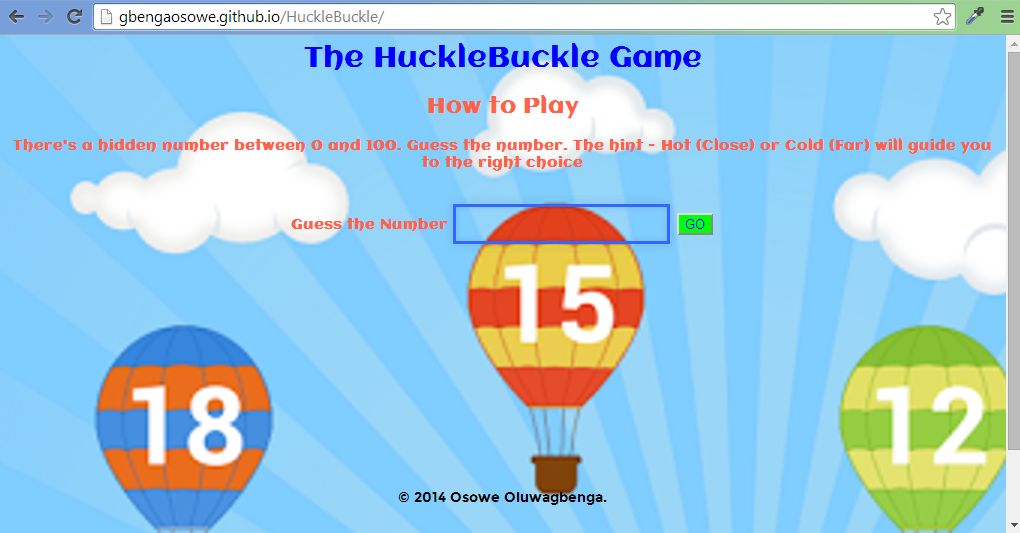 gbengaosowe.github.io/HuckleBuckle/
The HuckleBuckle Game
How to Play
There's a hidden number between 0 and 100. Guess the number. The hint - Hot (Close) or Cold (Far) will guide you
to the right choice
Guess the Number GO
15
18 12
© 2014 Osowe Oluwagbenga.